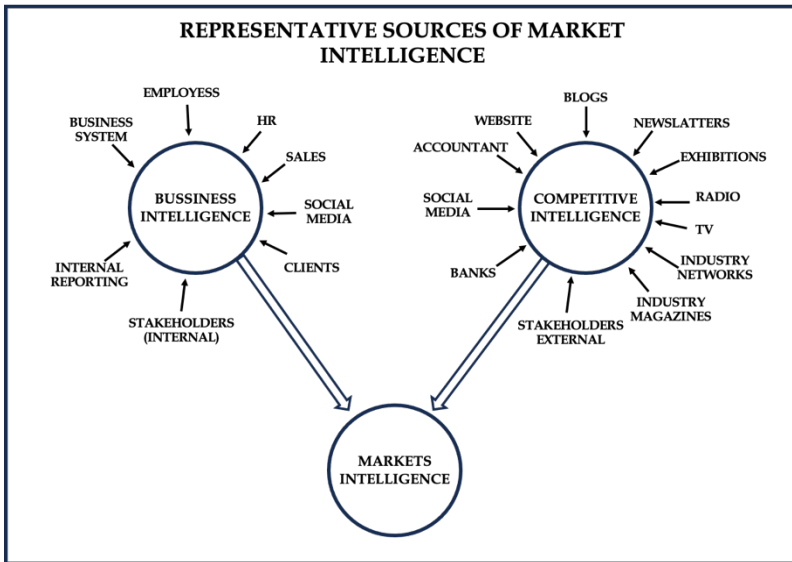 REPRESENTATIVE SOURCES OF MARKET
INTELLIGENCE
EMPLOYESS
BUSINESS
SYSTEM
HR
SALES
SOCIAL
MEDIA
CLIENTS
STAKEHOLDERS
(INTERNAL)
INTERNAL
REPORTING
BUSSINESS
INTELLIGENCE
BLOGS
WEBSITE
NEWSLATTERS
ACCOUNTANT
EXHIBITIONS
SOCIAL
MEDIA
RADIO
TV
BANKS
INDUSTRY
NETWORKS
INDUSTRY
MAGAZINES
STAKEHOLDERS
EXTERNAL
COMPETITIVE
INTELLIGENCE
MARKETS
INTELLIGENCE